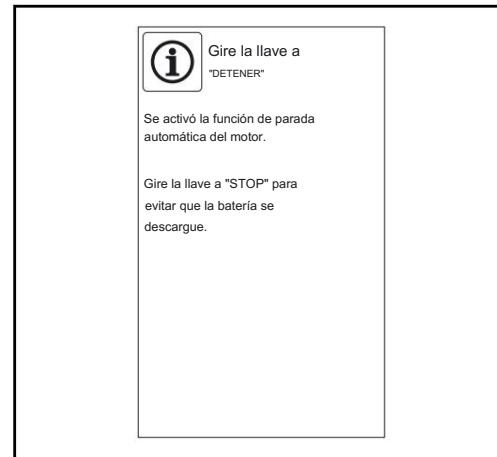 Gire la llave a
"DETENER"
Se activó la función de parada
automática del motor.
Gire la llave a "STOP" para
evitar que la batería se
descargue.